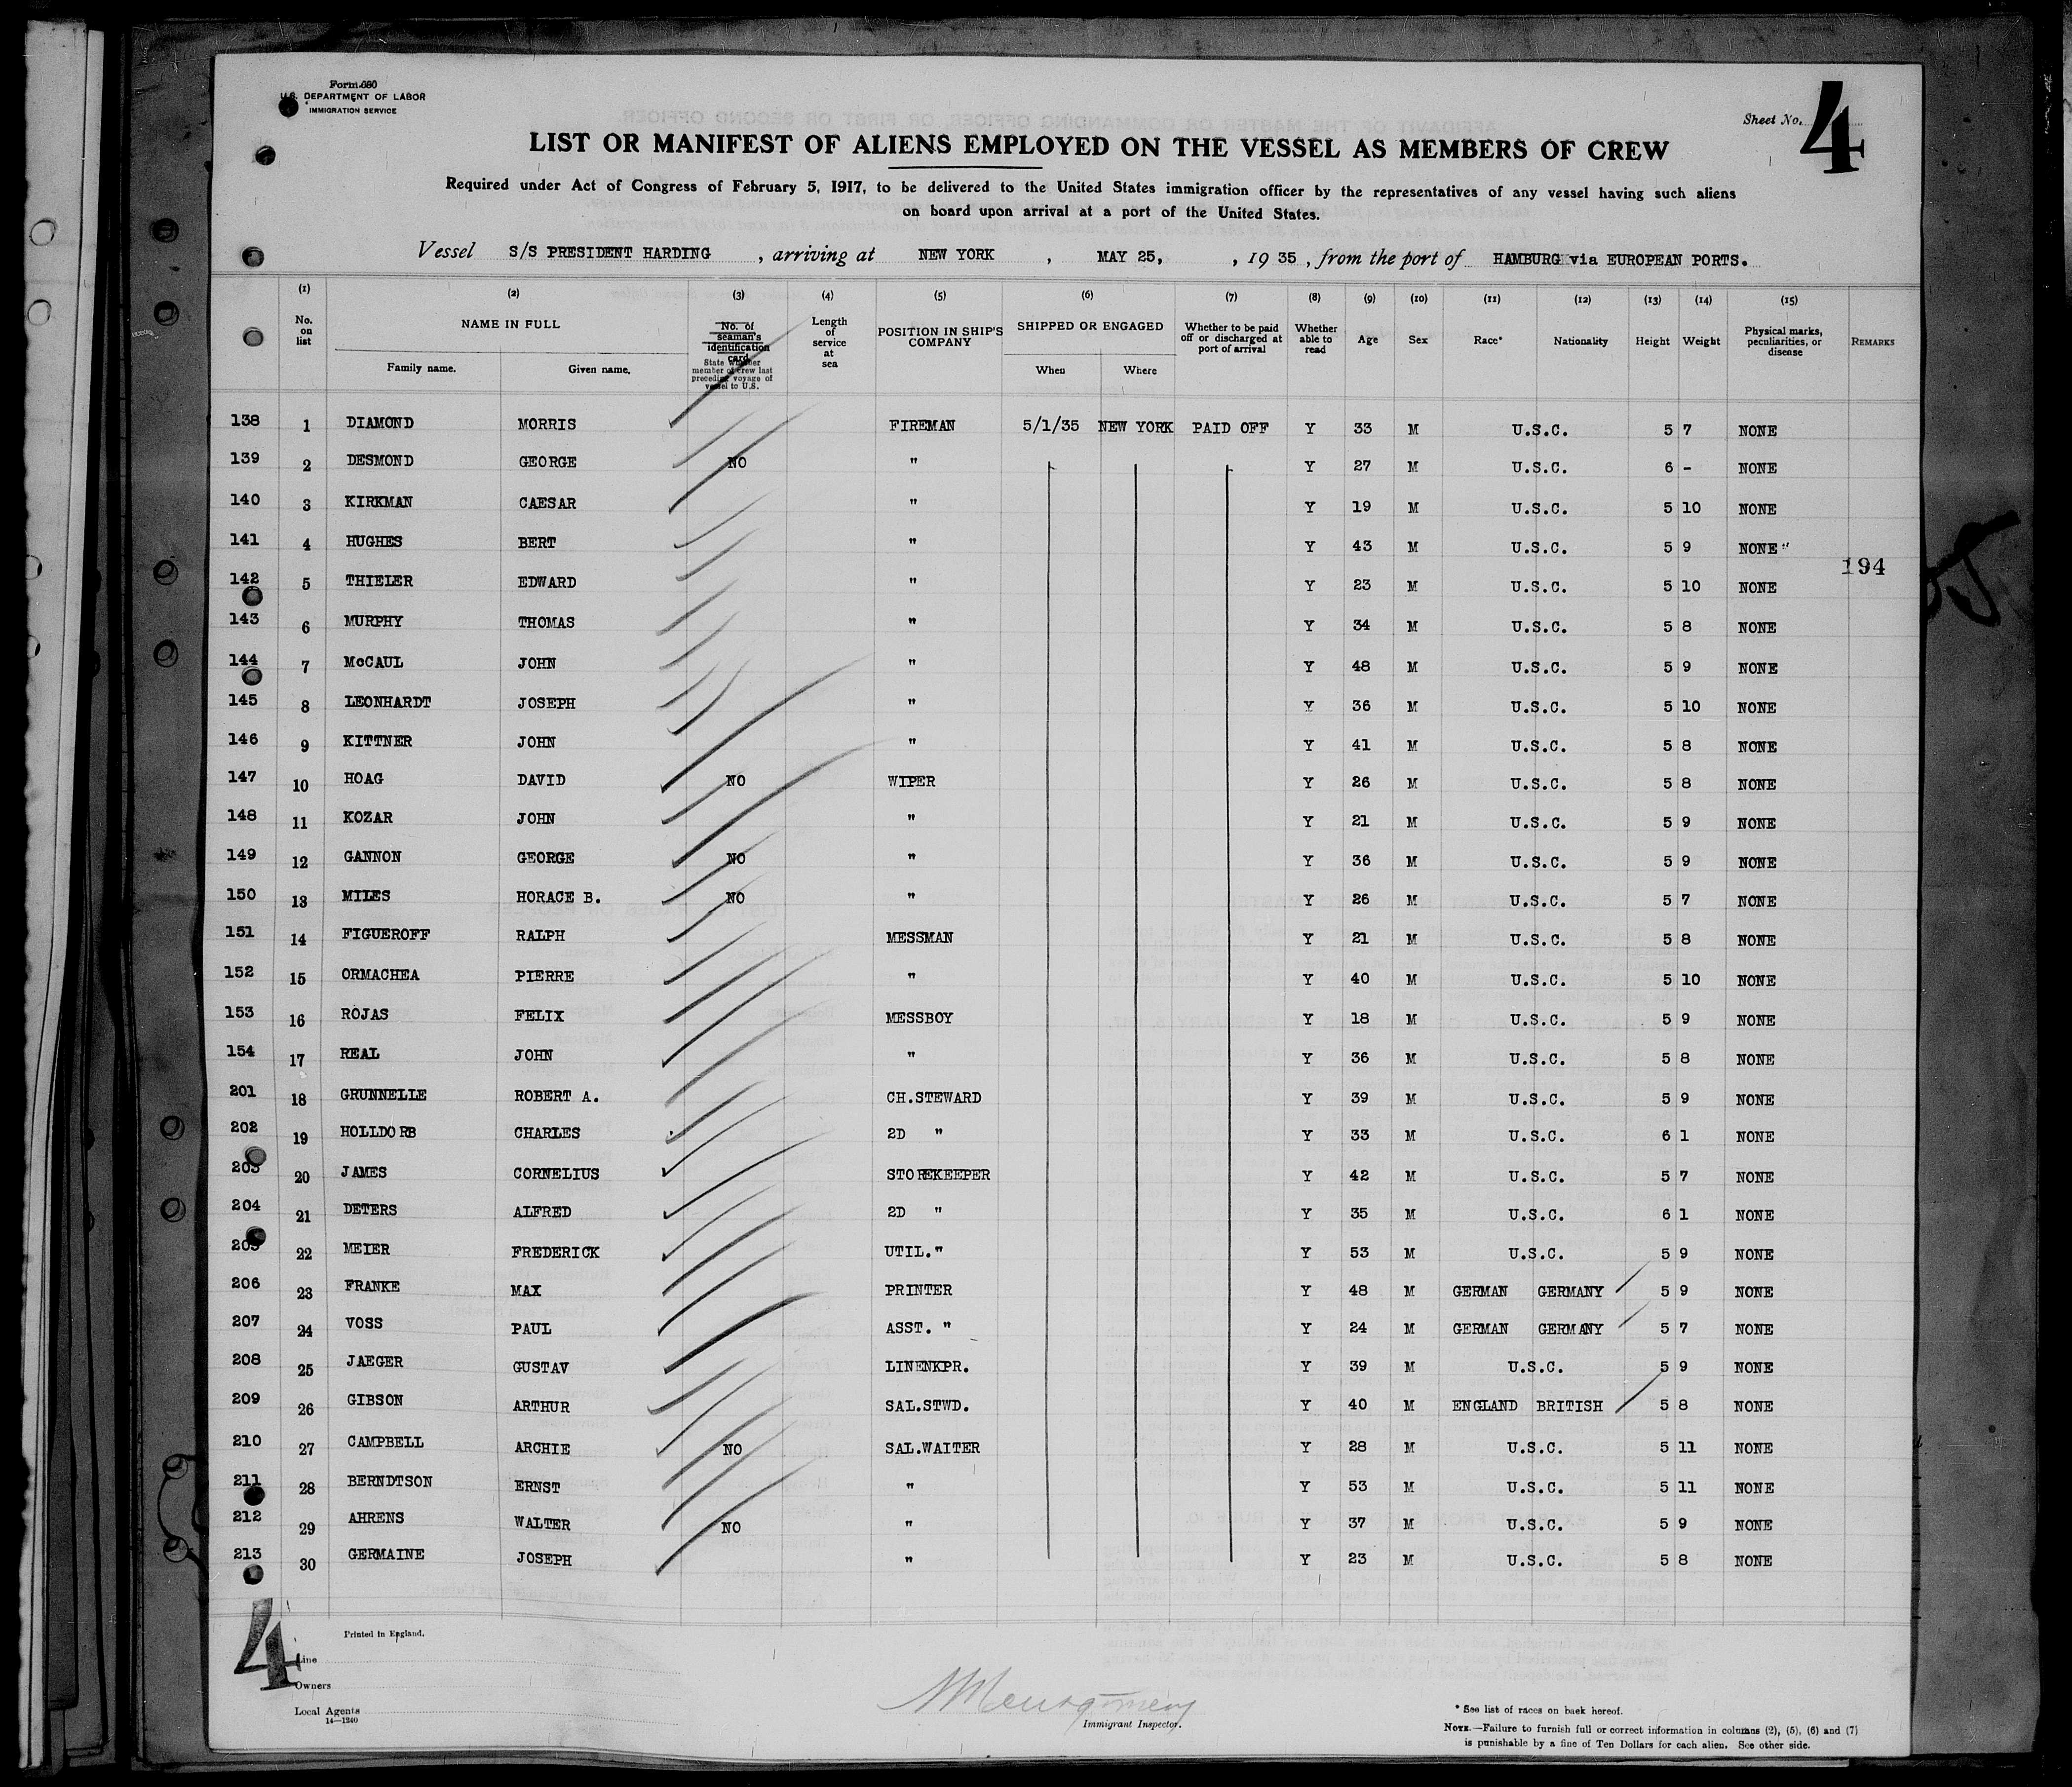 Form 680
U.S. DEPARTMENT OF LABOR
IMMIGRATION SERVICE
Sheet No. 4
LIST OR MANIFEST OF ALIENS EMPLOYED ON THE VESSEL AS MEMBERS OF CREW
Required under Act of Congress of February 5, 1917, to be delivered to the United States immigration officer by the representatives of any vessel having such aliens
on board upon arrival at a port of the United States.
Vessel S/S PRESIDENT HARDING , arriving at NEW YORK , MAY 25, , 19 35 , from the port of HAMBURG via EUROPEAN PORTS.
(1) No. on list
(2) NAME IN FULL Family name. Given name.
(3) No. of seaman's identification card State whether member of crew last preceding voyage of vessel to U.S.
(4) Length of service at sea
(5) POSITION IN SHIP'S COMPANY
(6) SHIPPED OR ENGAGED When Where
(7) Whether to be paid off or discharged at port of arrival
(8) Whether able to read
(9) Age
(10) Sex
(11) Race*
(12) Nationality
(13) Height
(14) Weight
(15) Physical marks, peculiarities, or disease
REMARKS
138 1 DIAMOND MORRIS FIREMAN 5/1/35 NEW YORK PAID OFF Y 33 M U.S.C. 5 7 NONE
139 2 DESMOND GEORGE NO " Y 27 M U.S.C. 6 - NONE
140 3 KIRKMAN CAESAR " Y 19 M U.S.C. 5 10 NONE
141 4 HUGHES BERT " Y 43 M U.S.C. 5 9 NONE"
194
142 5 THIELER EDWARD " Y 23 M U.S.C. 5 10 NONE
143 6 MURPHY THOMAS " Y 34 M U.S.C. 5 8 NONE
144 7 McCAUL JOHN " Y 48 M U.S.C. 5 9 NONE
145 8 LEONHARDT JOSEPH " Y 36 M U.S.C. 5 10 NONE
146 9 KITTNER JOHN " Y 41 M U.S.C. 5 8 NONE
147 10 HOAG DAVID NO WIPER Y 26 M U.S.C. 5 8 NONE
148 11 KOZAR JOHN " Y 21 M U.S.C. 5 9 NONE
149 12 GANNON GEORGE NO " Y 36 M U.S.C. 5 9 NONE
150 13 MILES HORACE B. NO " Y 26 M U.S.C. 5 7 NONE
151 14 FIGUEROFF RALPH MESSMAN Y 21 M U.S.C. 5 8 NONE
152 15 ORMACHEA PIERRE " Y 40 M U.S.C. 5 10 NONE
153 16 ROJAS FELIX MESSBOY Y 18 M U.S.C. 5 9 NONE
154 17 REAL JOHN " Y 36 M U.S.C. 5 8 NONE
201 18 GRUNNELLE ROBERT A. CH.STEWARD Y 39 M U.S.C. 5 9 NONE
202 19 HOLLDORB CHARLES 2D " Y 33 M U.S.C. 6 1 NONE
203 20 JAMES CORNELIUS STOREKEEPER Y 42 M U.S.C. 5 7 NONE
204 21 DETERS ALFRED 2D " Y 35 M U.S.C. 6 1 NONE
205 22 MEIER FREDERICK UTIL." Y 53 M U.S.C. 5 9 NONE
206 23 FRANKE MAX PRINTER Y 48 M GERMAN GERMANY 5 9 NONE
207 24 VOSS PAUL ASST. " Y 24 M GERMAN GERMANY 5 7 NONE
208 25 JAEGER GUSTAV LINENKPR. Y 39 M U.S.C. 5 9 NONE
209 26 GIBSON ARTHUR SAL.STWD. Y 40 M ENGLAND BRITISH 5 8 NONE
210 27 CAMPBELL ARCHIE NO SAL.WAITER Y 28 M U.S.C. 5 11 NONE
211 28 BERNDTSON ERNST " Y 53 M U.S.C. 5 11 NONE
212 29 AHRENS WALTER NO " Y 37 M U.S.C. 5 9 NONE
213 30 GERMAINE JOSEPH " Y 23 M U.S.C. 5 8 NONE
4
Printed in England.
Line
Owners
Local Agents
14—1240
Montgomery
Immigrant Inspector.
* See list of races on back hereof.
NOTE.—Failure to furnish full or correct information in columns (2), (5), (6) and (7)
is punishable by a fine of Ten Dollars for each alien. See other side.